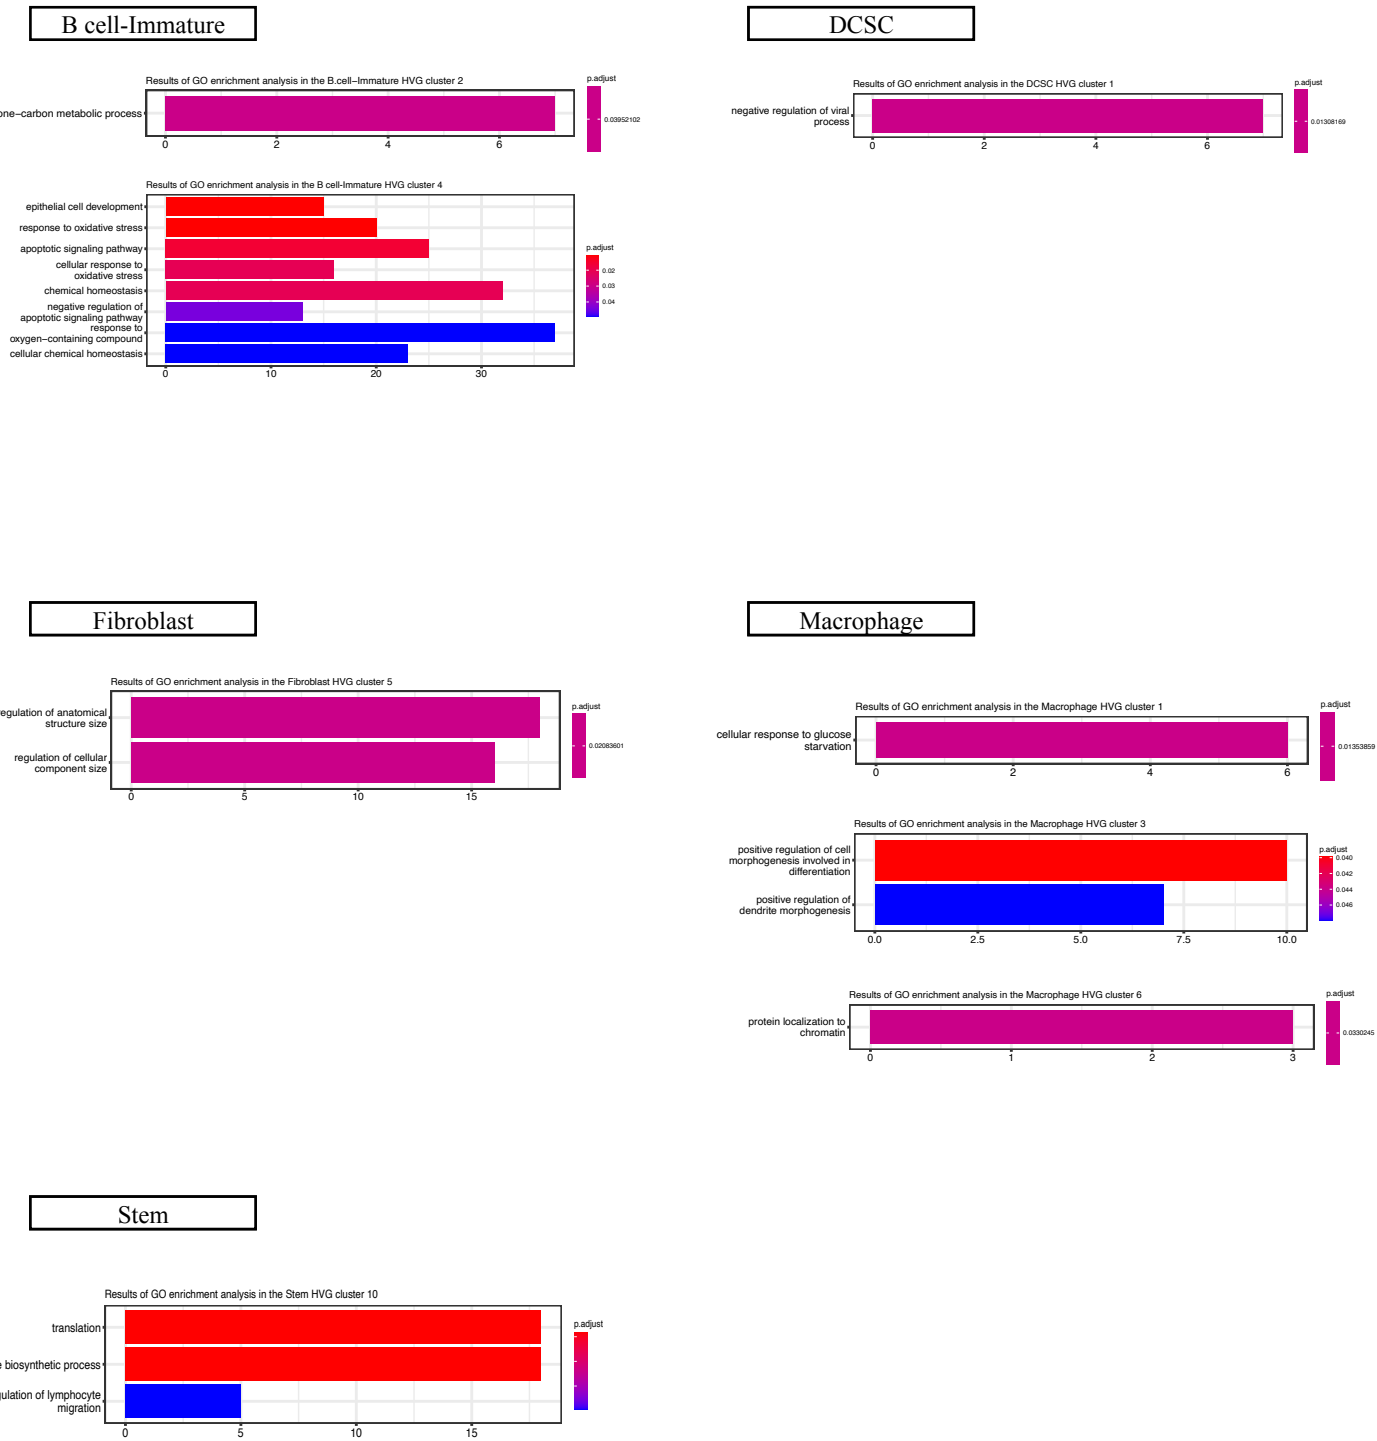 B cell-Immature
Results of GO enrichment analysis in the B.cell−Immature HVG cluster 2
one−carbon metabolic process
0 2 4 6
p.adjust
0.03952102
Results of GO enrichment analysis in the B cell-Immature HVG cluster 4
epithelial cell development
response to oxidative stress
apoptotic signaling pathway
cellular response to
oxidative stress
chemical homeostasis
negative regulation of
apoptotic signaling pathway
response to
oxygen−containing compound
cellular chemical homeostasis
0 10 20 30
p.adjust
0.02
0.03
0.04
DCSC
Results of GO enrichment analysis in the DCSC HVG cluster 1
negative regulation of viral
process
0 2 4 6
p.adjust
0.01308169
Fibroblast
Results of GO enrichment analysis in the Fibroblast HVG cluster 5
regulation of anatomical
structure size
regulation of cellular
component size
0 5 10 15
p.adjust
0.02083601
Macrophage
Results of GO enrichment analysis in the Macrophage HVG cluster 1
cellular response to glucose
starvation
0 2 4 6
p.adjust
0.01353859
Results of GO enrichment analysis in the Macrophage HVG cluster 3
positive regulation of cell
morphogenesis involved in
differentiation
positive regulation of
dendrite morphogenesis
0.0 2.5 5.0 7.5 10.0
p.adjust
0.040
0.042
0.044
0.046
Results of GO enrichment analysis in the Macrophage HVG cluster 6
protein localization to
chromatin
0 1 2 3
p.adjust
0.0330245
Stem
Results of GO enrichment analysis in the Stem HVG cluster 10
translation
biosynthetic process
of lymphocyte
migration
0 5 10 15
p.adjust